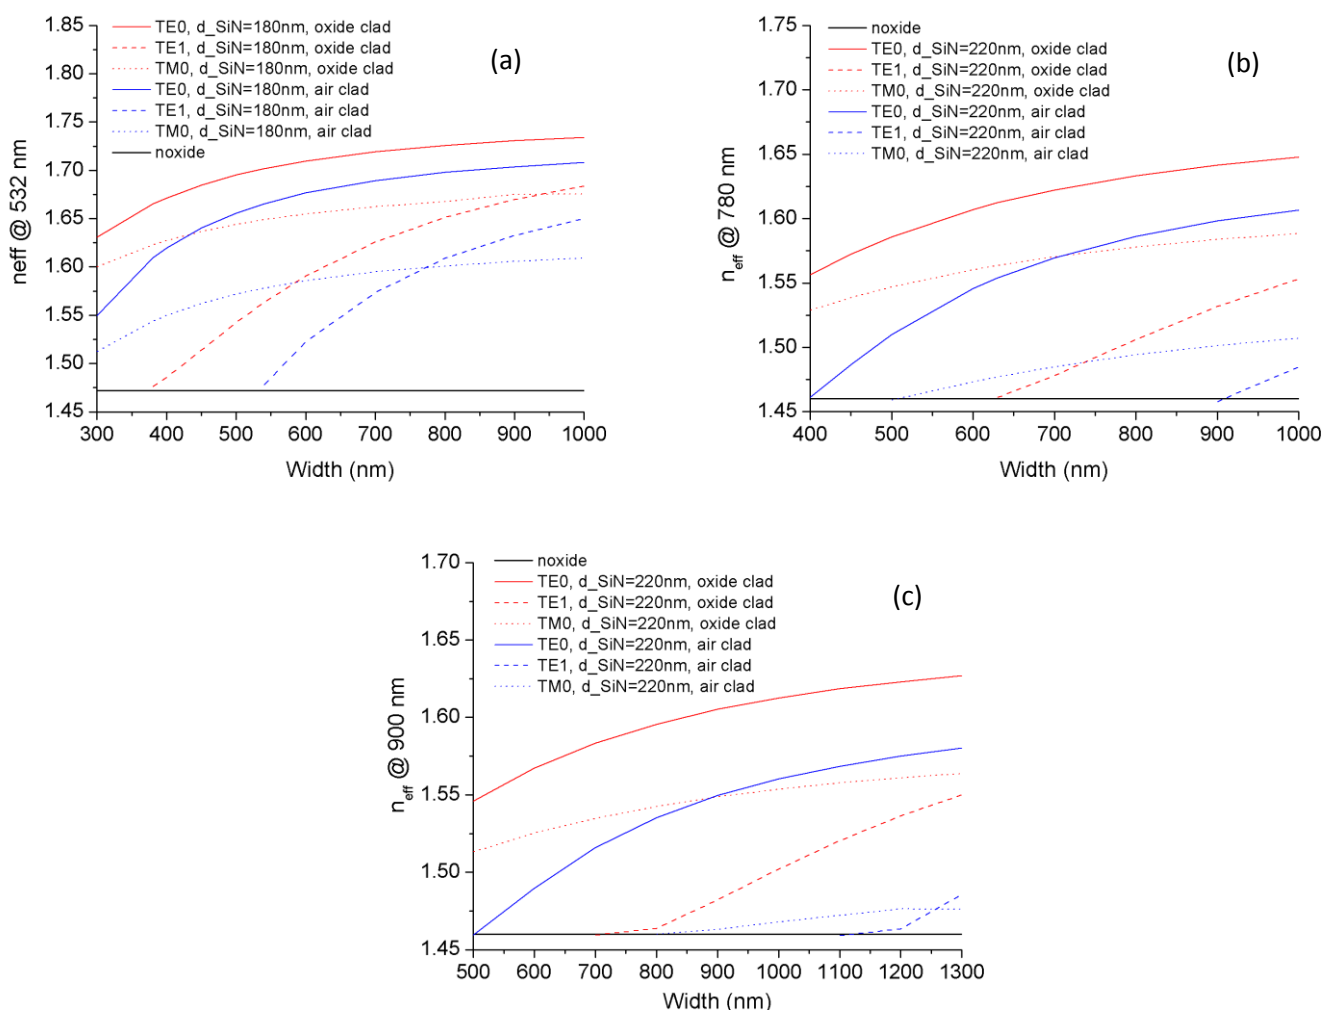 (a)
TE0, d_SiN=180nm, oxide clad
TE1, d_SiN=180nm, oxide clad
TM0, d_SiN=180nm, oxide clad
TE0, d_SiN=180nm, air clad
TE1, d_SiN=180nm, air clad
TM0, d_SiN=180nm, air clad
noxide
neff @ 532 nm
1.85
1.80
1.75
1.70
1.65
1.60
1.55
1.50
1.45
300 400 500 600 700 800 900 1000
Width (nm)
(b)
noxide
TE0, d_SiN=220nm, oxide clad
TE1, d_SiN=220nm, oxide clad
TM0, d_SiN=220nm, oxide clad
TE0, d_SiN=220nm, air clad
TE1, d_SiN=220nm, air clad
TM0, d_SiN=220nm, air clad
neff @ 780 nm
1.75
1.70
1.65
1.60
1.55
1.50
1.45
400 500 600 700 800 900 1000
Width (nm)
(c)
noxide
TE0, d_SiN=220nm, oxide clad
TE1, d_SiN=220nm, oxide clad
TM0, d_SiN=220nm, oxide clad
TE0, d_SiN=220nm, air clad
TE1, d_SiN=220nm, air clad
TM0, d_SiN=220nm, air clad
neff @ 900 nm
1.70
1.65
1.60
1.55
1.50
1.45
500 600 700 800 900 1000 1100 1200 1300
Width (nm)